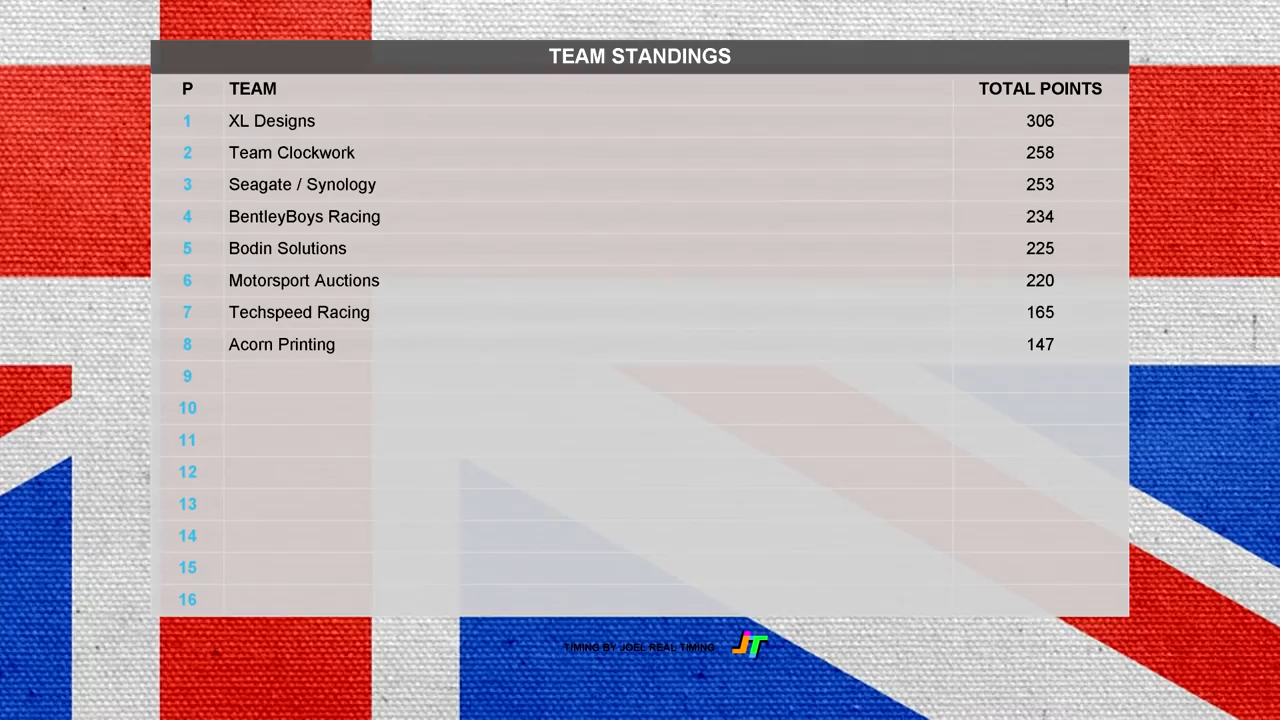 TEAM STANDINGS
P TEAM TOTAL POINTS
1 XL Designs 306
2 Team Clockwork 258
3 Seagate / Synology 253
4 BentleyBoys Racing 234
5 Bodin Solutions 225
6 Motorsport Auctions 220
7 Techspeed Racing 165
8 Acorn Printing 147
9
10
11
12
13
14
15
16
TIMING BY JOEL REAL TIMING JT